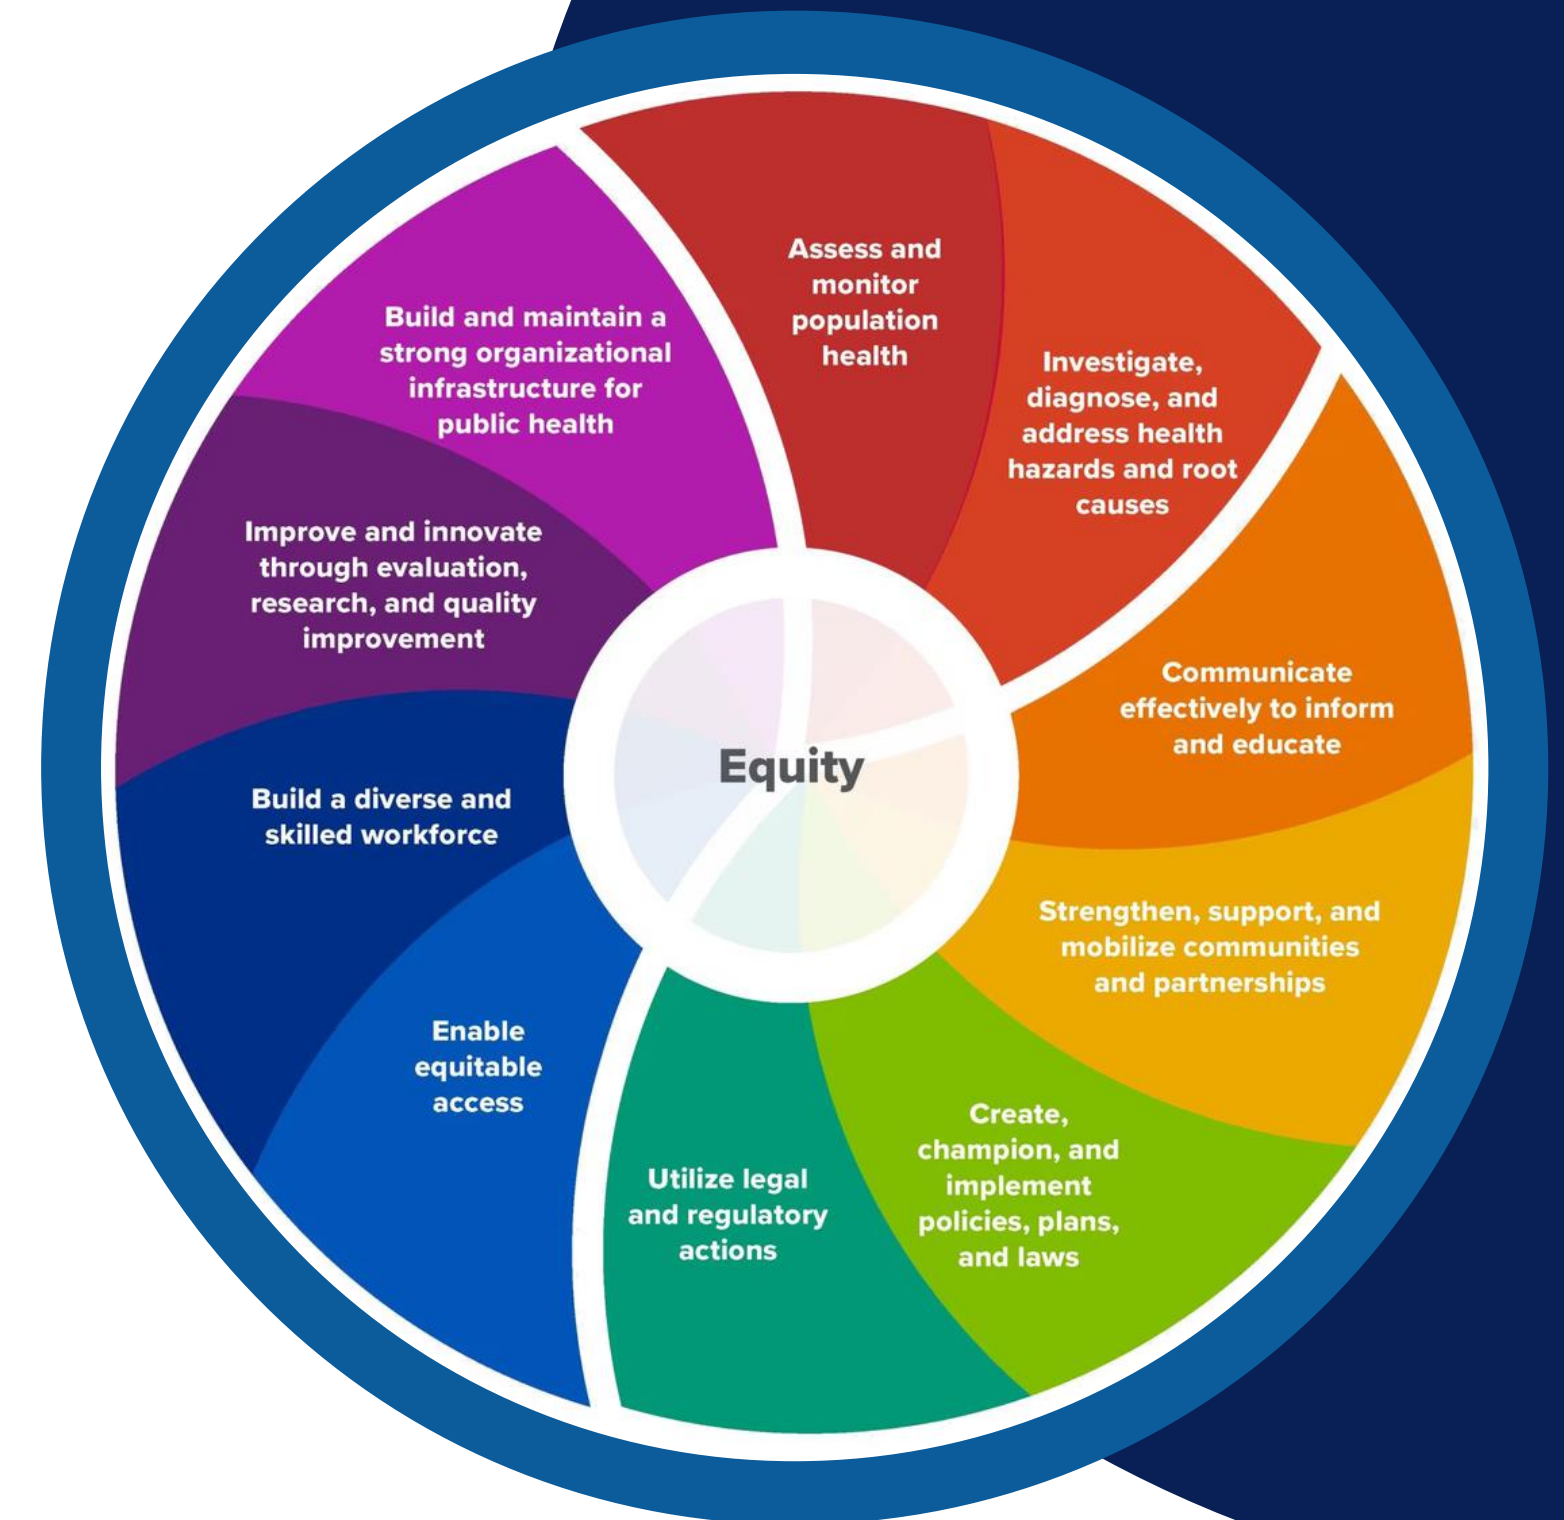 Assess and
monitor
population
health
Investigate,
diagnose, and
address health
hazards and root
causes
Communicate
effectively to inform
and educate
Strengthen, support, and
mobilize communities
and partnerships
Create,
champion, and
implement
policies, plans,
and laws
Utilize legal
and regulatory
actions
Enable
equitable
access
Build a diverse and
skilled workforce
Improve and innovate
through evaluation,
research, and quality
improvement
Build and maintain a
strong organizational
infrastructure for
public health
Equity